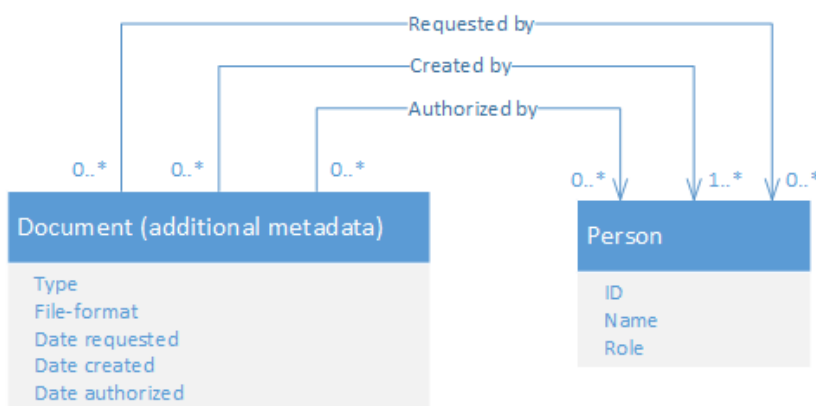 Requested by
Created by
Authorized by
0..* 0..* 0..*
0..* 1..* 0..*
Document (additional metadata)
Type
File-format
Date requested
Date created
Date authorized
Person
ID
Name
Role